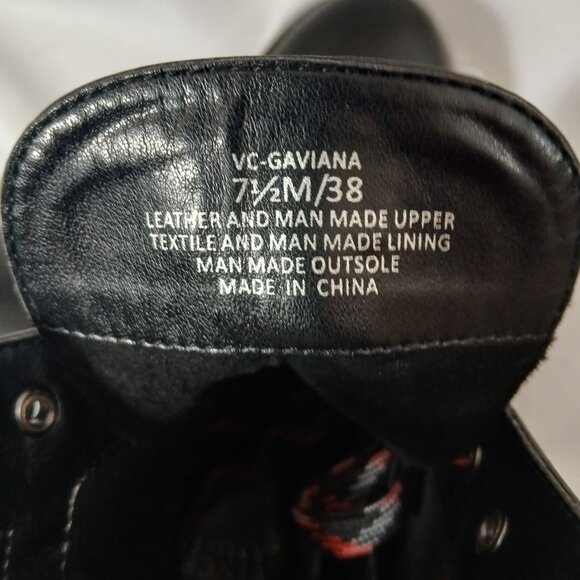 VC-GAVIANA
7½M/38
LEATHER AND MAN MADE UPPER
TEXTILE AND MAN MADE LINING
MAN MADE OUTSOLE
MADE IN CHINA